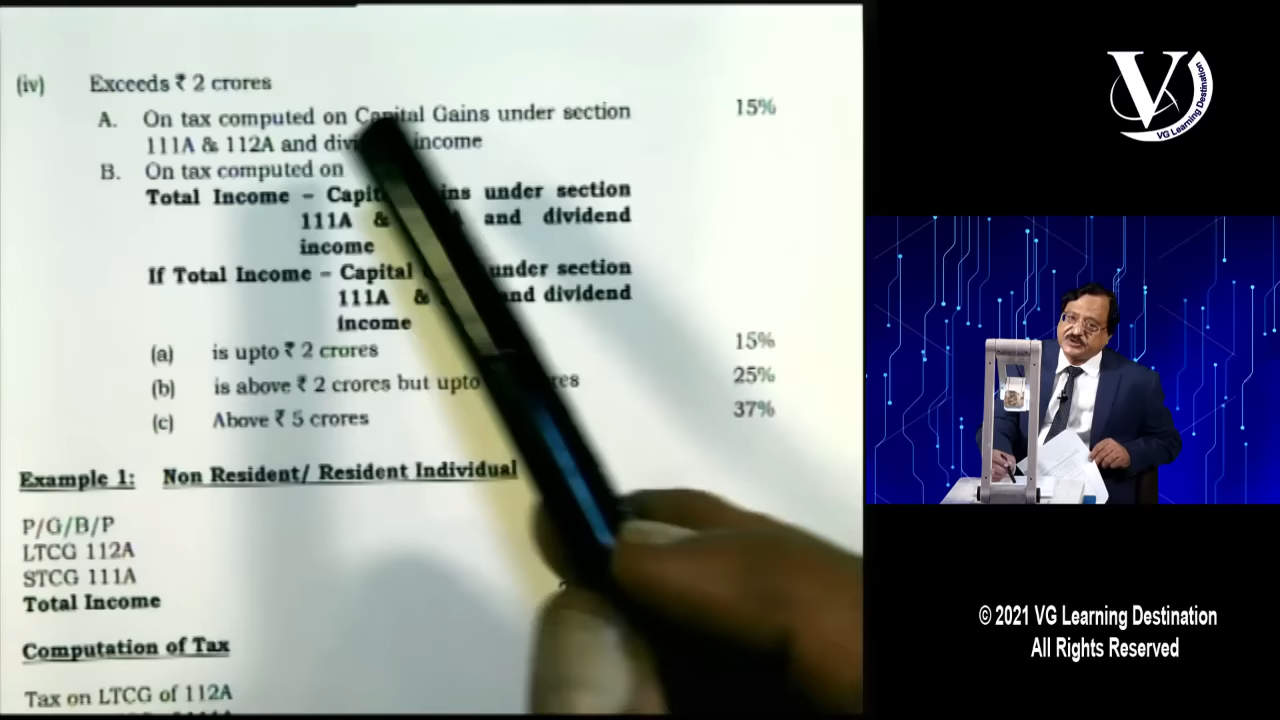 (iv) Exceeds ₹ 2 crores
A. On tax computed on Capital Gains under section 15%
111A & 112A and income
B. On tax computed on
Total Income – under section
111A & and dividend
income
If Total Income – Capital under section
111A & and dividend
income
(a) is upto ₹ 2 crores 15%
(b) is above ₹ 2 crores but upto 25%
(c) Above ₹ 5 crores 37%
Example 1: Non Resident/ Resident Individual
P/G/B/P
LTCG 112A
STCG 111A
Total Income
Computation of Tax
Tax on LTCG of 112A
V
VG Learning Destination
© 2021 VG Learning Destination
All Rights Reserved